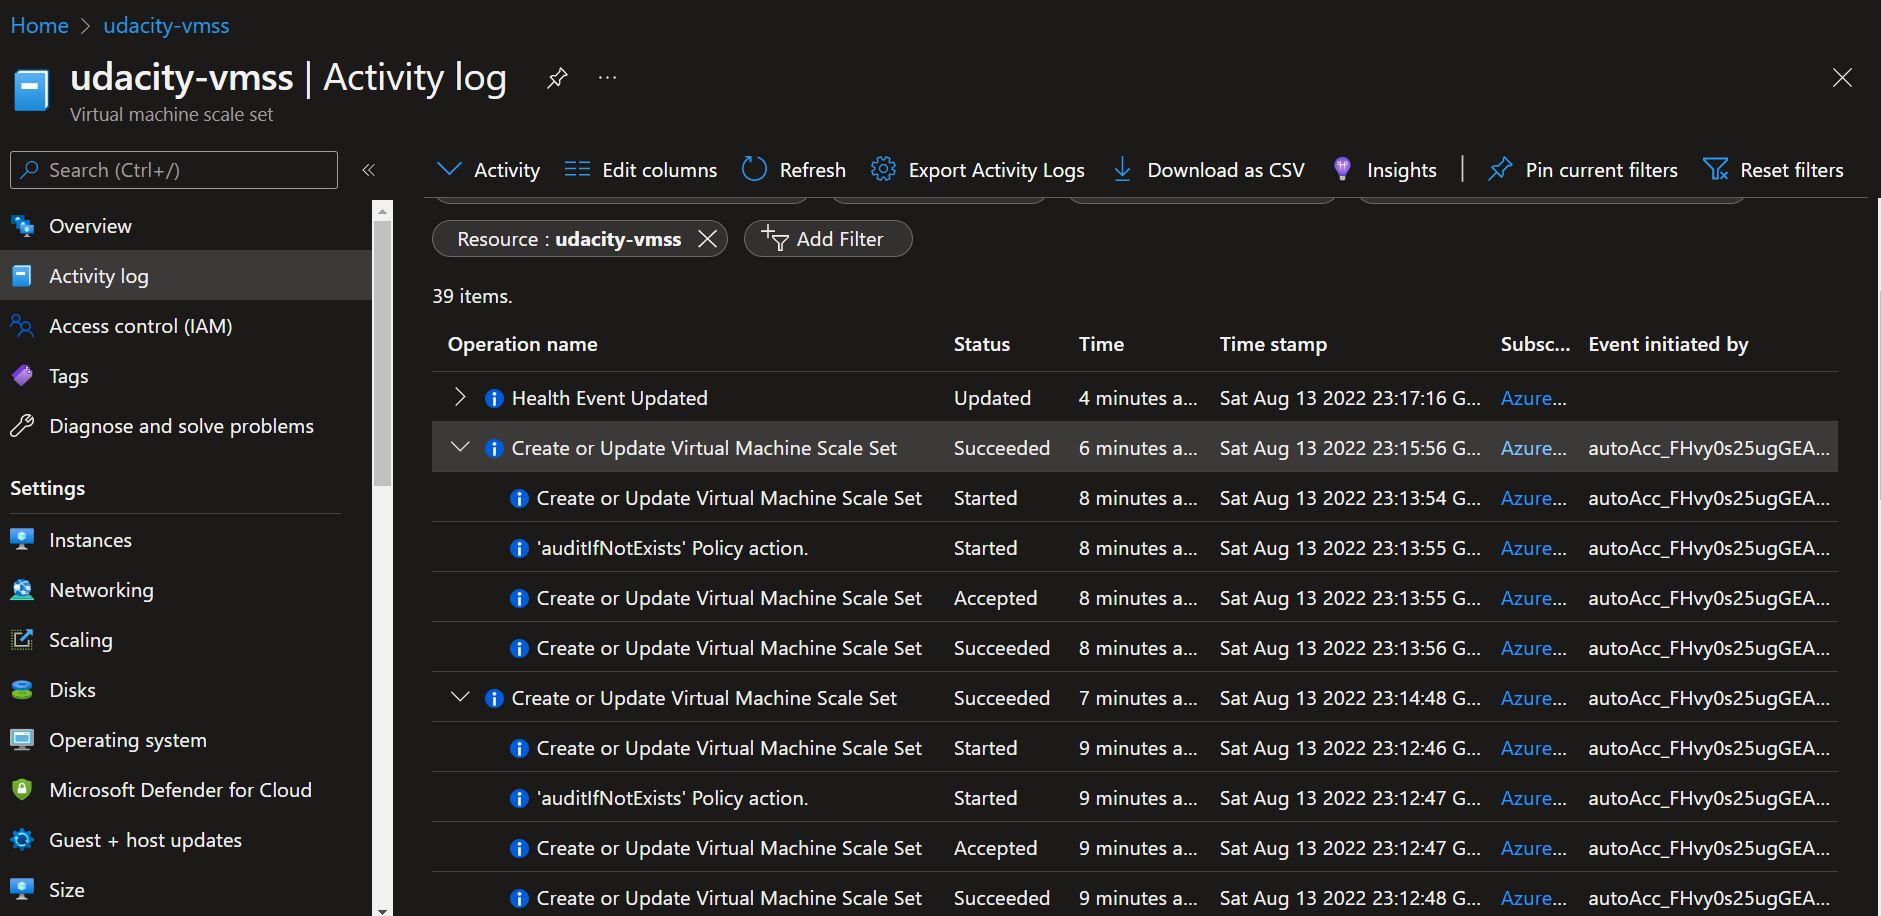 Home > udacity-vmss
udacity-vmss | Activity log
Virtual machine scale set
Search (Ctrl+/)
Overview
Activity log
Access control (IAM)
Tags
Diagnose and solve problems
Settings
Instances
Networking
Scaling
Disks
Operating system
Microsoft Defender for Cloud
Guest + host updates
Size
Activity Edit columns Refresh Export Activity Logs Download as CSV Insights Pin current filters Reset filters
Resource : udacity-vmss Add Filter
39 items.
Operation name Status Time Time stamp Subsc... Event initiated by
Health Event Updated Updated 4 minutes a... Sat Aug 13 2022 23:17:16 G... Azure...
Create or Update Virtual Machine Scale Set Succeeded 6 minutes a... Sat Aug 13 2022 23:15:56 G... Azure... autoAcc_FHvy0s25ugGEA...
Create or Update Virtual Machine Scale Set Started 8 minutes a... Sat Aug 13 2022 23:13:54 G... Azure... autoAcc_FHvy0s25ugGEA...
'auditIfNotExists' Policy action. Started 8 minutes a... Sat Aug 13 2022 23:13:55 G... Azure... autoAcc_FHvy0s25ugGEA...
Create or Update Virtual Machine Scale Set Accepted 8 minutes a... Sat Aug 13 2022 23:13:55 G... Azure... autoAcc_FHvy0s25ugGEA...
Create or Update Virtual Machine Scale Set Succeeded 8 minutes a... Sat Aug 13 2022 23:13:56 G... Azure... autoAcc_FHvy0s25ugGEA...
Create or Update Virtual Machine Scale Set Succeeded 7 minutes a... Sat Aug 13 2022 23:14:48 G... Azure... autoAcc_FHvy0s25ugGEA...
Create or Update Virtual Machine Scale Set Started 9 minutes a... Sat Aug 13 2022 23:12:46 G... Azure... autoAcc_FHvy0s25ugGEA...
'auditIfNotExists' Policy action. Started 9 minutes a... Sat Aug 13 2022 23:12:47 G... Azure... autoAcc_FHvy0s25ugGEA...
Create or Update Virtual Machine Scale Set Accepted 9 minutes a... Sat Aug 13 2022 23:12:47 G... Azure... autoAcc_FHvy0s25ugGEA...
Create or Update Virtual Machine Scale Set Succeeded 9 minutes a... Sat Aug 13 2022 23:12:48 G... Azure... autoAcc_FHvy0s25ugGEA...